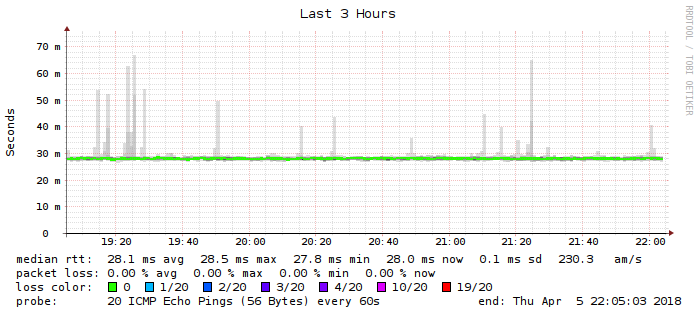 Last 3 Hours
RRDTOOL / TOBI OETIKER
Seconds
70 m
60 m
50 m
40 m
30 m
20 m
10 m
0
19:20 19:40 20:00 20:20 20:40 21:00 21:20 21:40 22:00
median rtt: 28.1 ms avg 28.5 ms max 27.8 ms min 28.0 ms now 0.1 ms sd 230.3 am/s
packet loss: 0.00 % avg 0.00 % max 0.00 % min 0.00 % now
loss color: 0 1/20 2/20 3/20 4/20 10/20 19/20
probe: 20 ICMP Echo Pings (56 Bytes) every 60s end: Thu Apr 5 22:05:03 2018